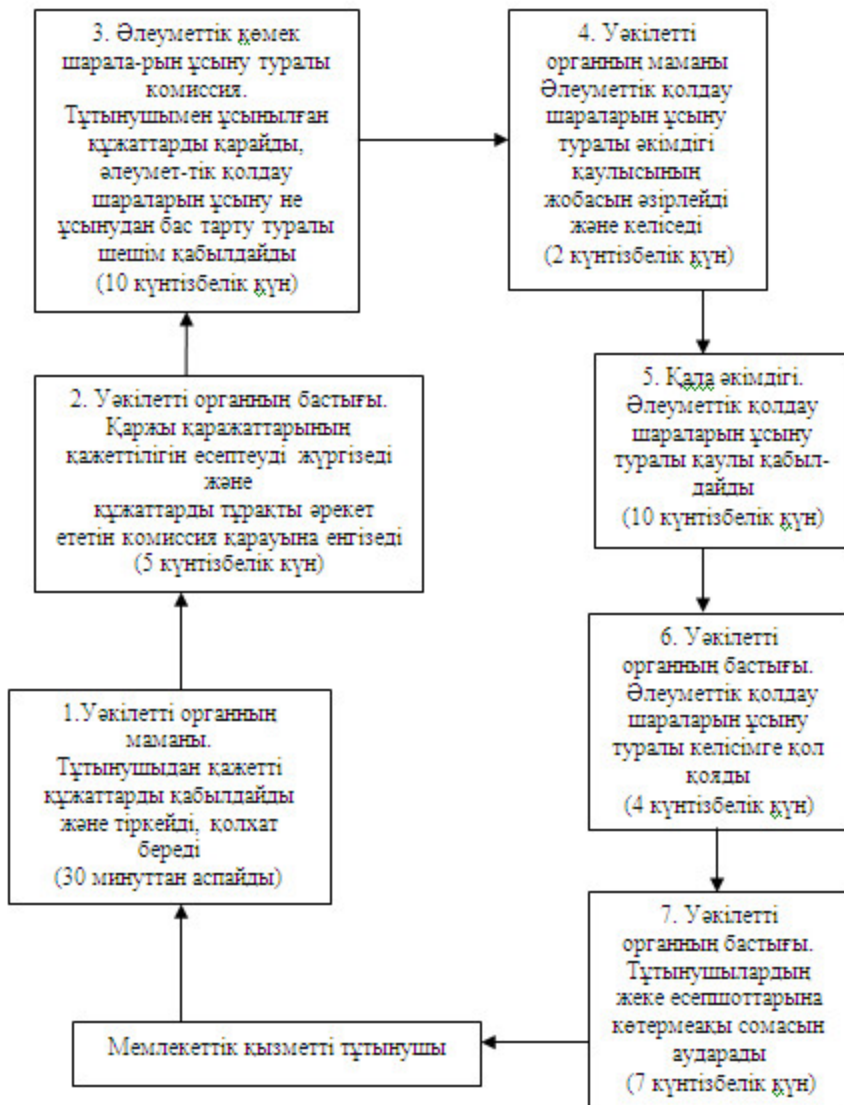 3. Әлеуметтік көмек
шарала-рын ұсыну туралы
комиссия.
Тұтынушымен ұсынылған
құжаттарды қарайды,
әлеумет-тік қолдау
шараларын ұсыну не
ұсынудан бас тарту туралы
шешім қабылдайды
(10 күнтізбелік күн)
4. Уәкілетті
органның маманы
Әлеуметтік қолдау
шараларын ұсыну
туралы әкімдігі
қаулысының
жобасын әзірлейді
және келіседі
(2 күнтізбелік күн)
2. Уәкілетті органның бастығы.
Қаржы қаражаттарының
қажеттілігін есептеуді жүргізеді
және
құжаттарды тұрақты әрекет
ететін комиссия қарауына енгізеді
(5 күнтізбелік күн)
5. Қала әкімдігі.
Әлеуметтік қолдау
шараларын ұсыну
туралы қаулы қабыл-
дайды
(10 күнтізбелік күн)
1.Уәкілетті органның
маманы.
Тұтынушыдан қажетті
құжаттарды қабылдайды
және тіркейді, қолхат
береді
(30 минуттан аспайды)
6. Уәкілетті
органның бастығы.
Әлеуметтік қолдау
шараларын ұсыну
туралы келісімге қол
қояды
(4 күнтізбелік күн)
7. Уәкілетті
органның бастығы.
Тұтынушылардың
жеке есепшоттарына
көтермеақы сомасын
аударады
(7 күнтізбелік күн)
Мемлекеттік қызметті тұтынушы